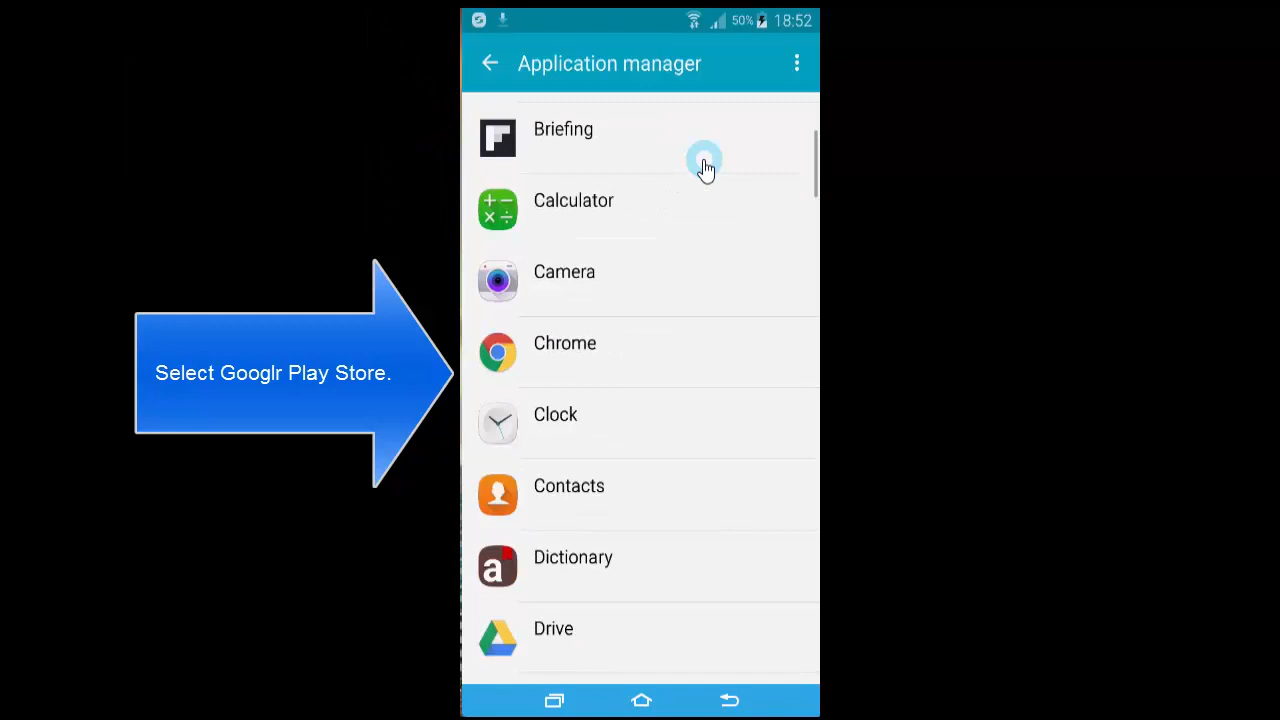 50% 18:52
Application manager
Briefing
Calculator
Camera
Chrome
Select Googlr Play Store.
Clock
Contacts
Dictionary
Drive